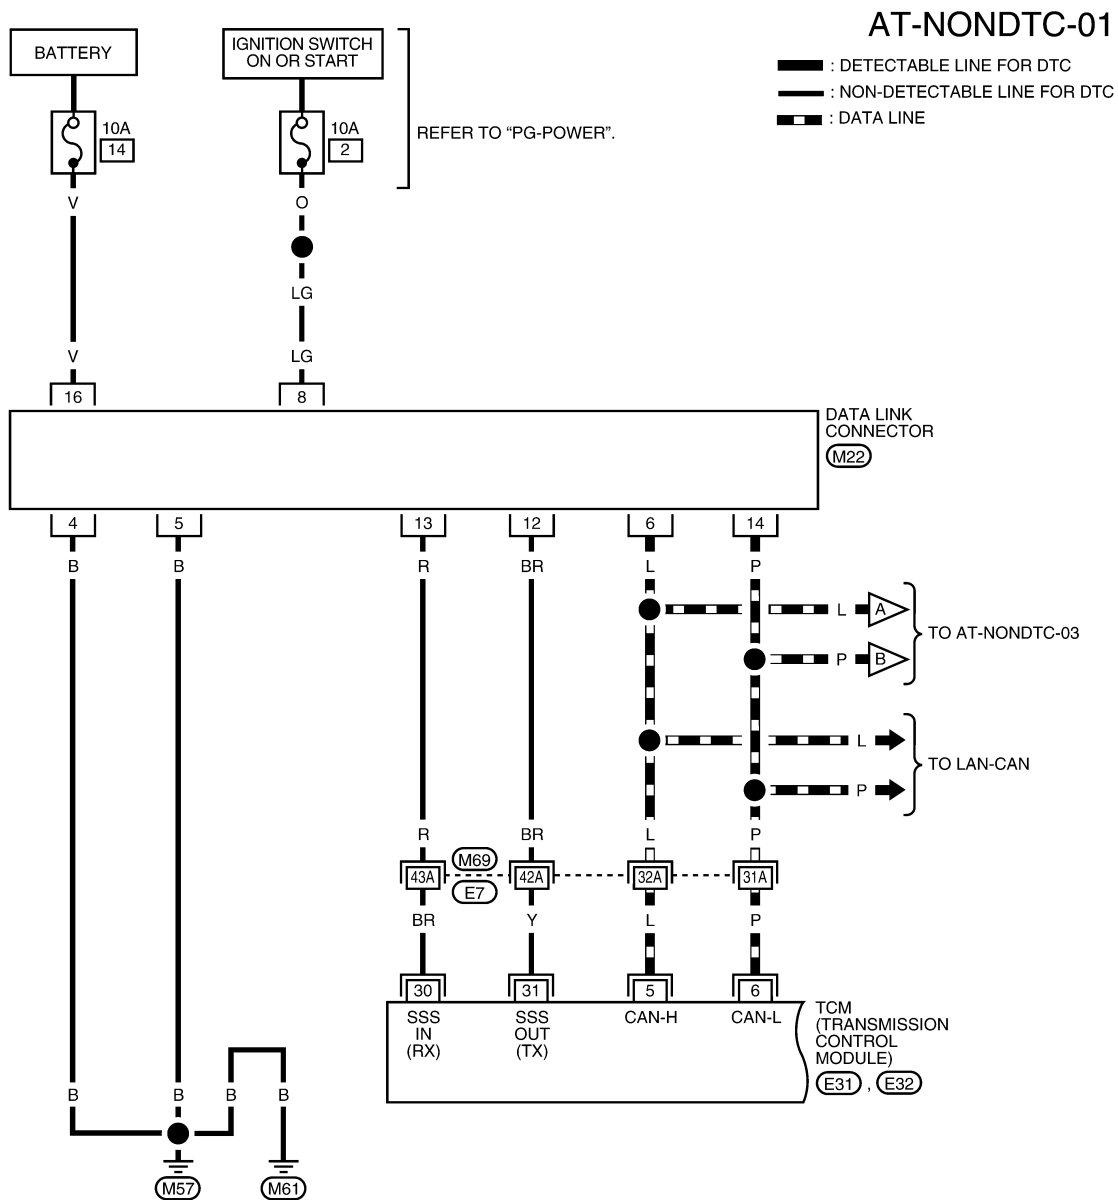 AT-NONDTC-01
: DETECTABLE LINE FOR DTC
: NON-DETECTABLE LINE FOR DTC
: DATA LINE
BATTERY
IGNITION SWITCH
ON OR START
10A
14
10A
2
REFER TO “PG-POWER”.
V
O
LG
V
LG
16
8
DATA LINK
CONNECTOR
M22
4
5
13
12
6
14
B
B
R
BR
L
P
L
A
TO AT-NONDTC-03
P
B
L
TO LAN-CAN
P
R
BR
L
P
M69
43A
42A
32A
31A
E7
BR
Y
L
P
30
31
5
6
SSS
IN
(RX)
SSS
OUT
(TX)
CAN-H
CAN-L
TCM
(TRANSMISSION
CONTROL
MODULE)
E31 , E32
B
B
B
B
M57
M61